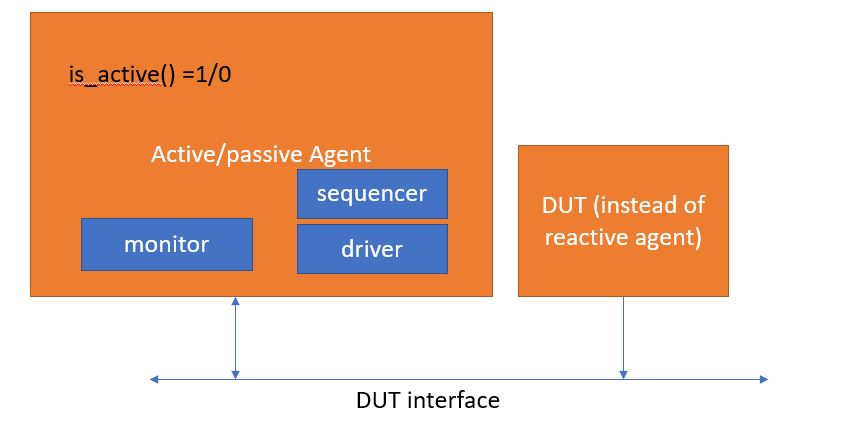 is_active() =1/0
Active/passive Agent
sequencer
monitor
driver
DUT (instead of
reactive agent)
DUT interface